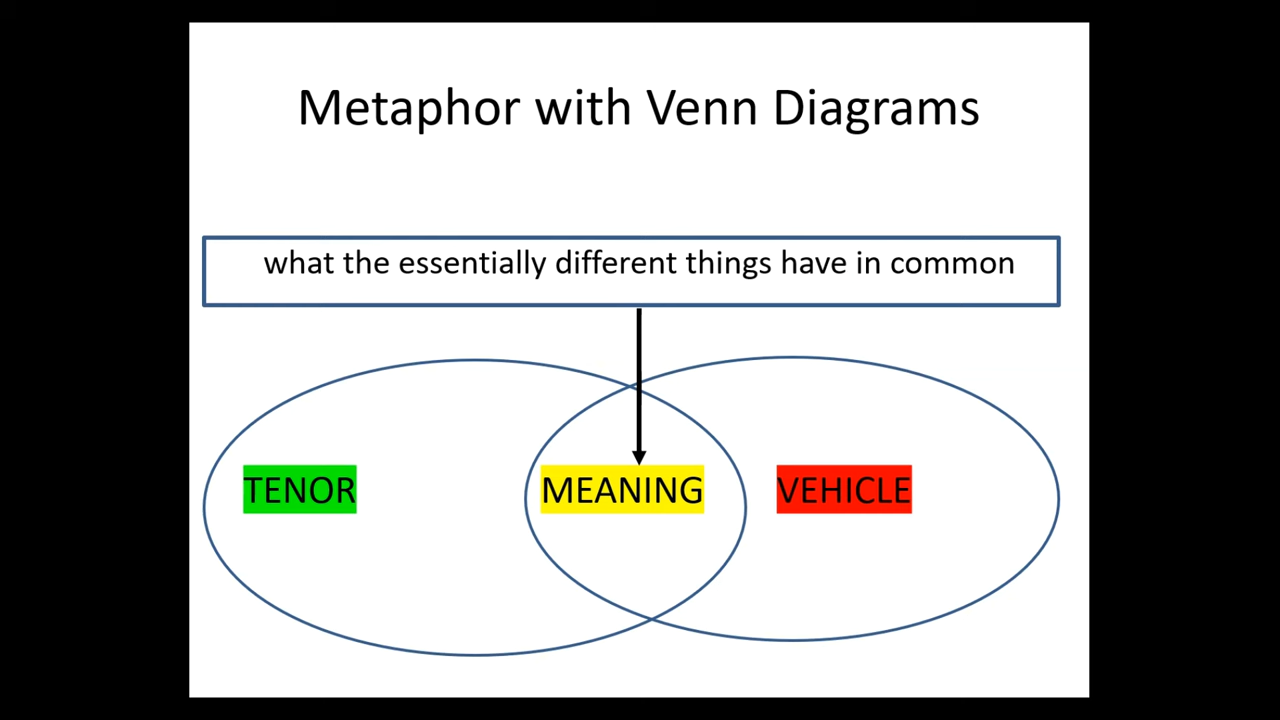 Metaphor with Venn Diagrams
what the essentially different things have in common
TENOR
MEANING
VEHICLE